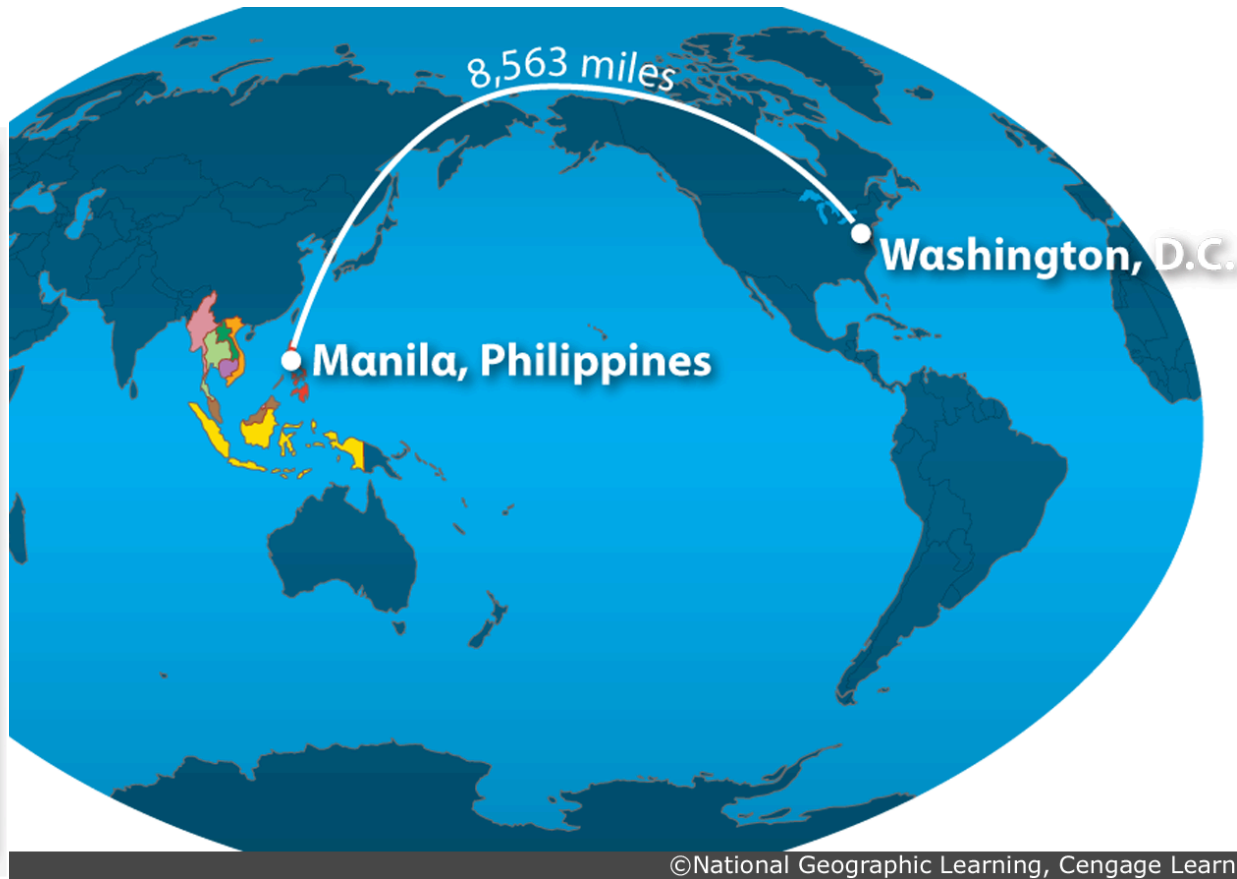 8,563 miles
Washington, D.C.
Manila, Philippines
©National Geographic Learning, Cengage Learn